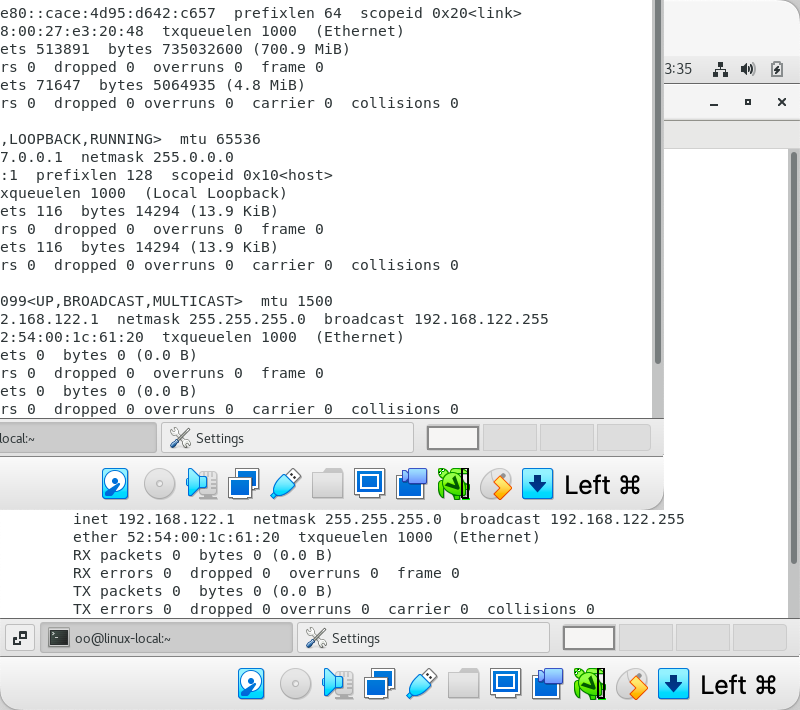 e80::cace:4d95:d642:c657  prefixlen 64  scopeid 0x20<link>
8:00:27:e3:20:48  txqueuelen 1000  (Ethernet)
ets 513891  bytes 735032600 (700.9 MiB)
rs 0  dropped 0  overruns 0  frame 0
ets 71647  bytes 5064935 (4.8 MiB)
rs 0  dropped 0 overruns 0  carrier 0  collisions 0
3:35
,LOOPBACK,RUNNING>  mtu 65536
7.0.0.1  netmask 255.0.0.0
:1  prefixlen 128  scopeid 0x10<host>
xqueuelen 1000  (Local Loopback)
ets 116  bytes 14294 (13.9 KiB)
rs 0  dropped 0  overruns 0  frame 0
ets 116  bytes 14294 (13.9 KiB)
rs 0  dropped 0 overruns 0  carrier 0  collisions 0
099<UP,BROADCAST,MULTICAST>  mtu 1500
2.168.122.1  netmask 255.255.255.0  broadcast 192.168.122.255
2:54:00:1c:61:20  txqueuelen 1000  (Ethernet)
ets 0  bytes 0 (0.0 B)
rs 0  dropped 0  overruns 0  frame 0
ets 0  bytes 0 (0.0 B)
rs 0  dropped 0 overruns 0  carrier 0  collisions 0
local:~
Settings
Left ⌘
inet 192.168.122.1  netmask 255.255.255.0  broadcast 192.168.122.255
ether 52:54:00:1c:61:20  txqueuelen 1000  (Ethernet)
RX packets 0  bytes 0 (0.0 B)
RX errors 0  dropped 0  overruns 0  frame 0
TX packets 0  bytes 0 (0.0 B)
TX errors 0  dropped 0 overruns 0  carrier 0  collisions 0
oo@linux-local:~
Settings
Left ⌘